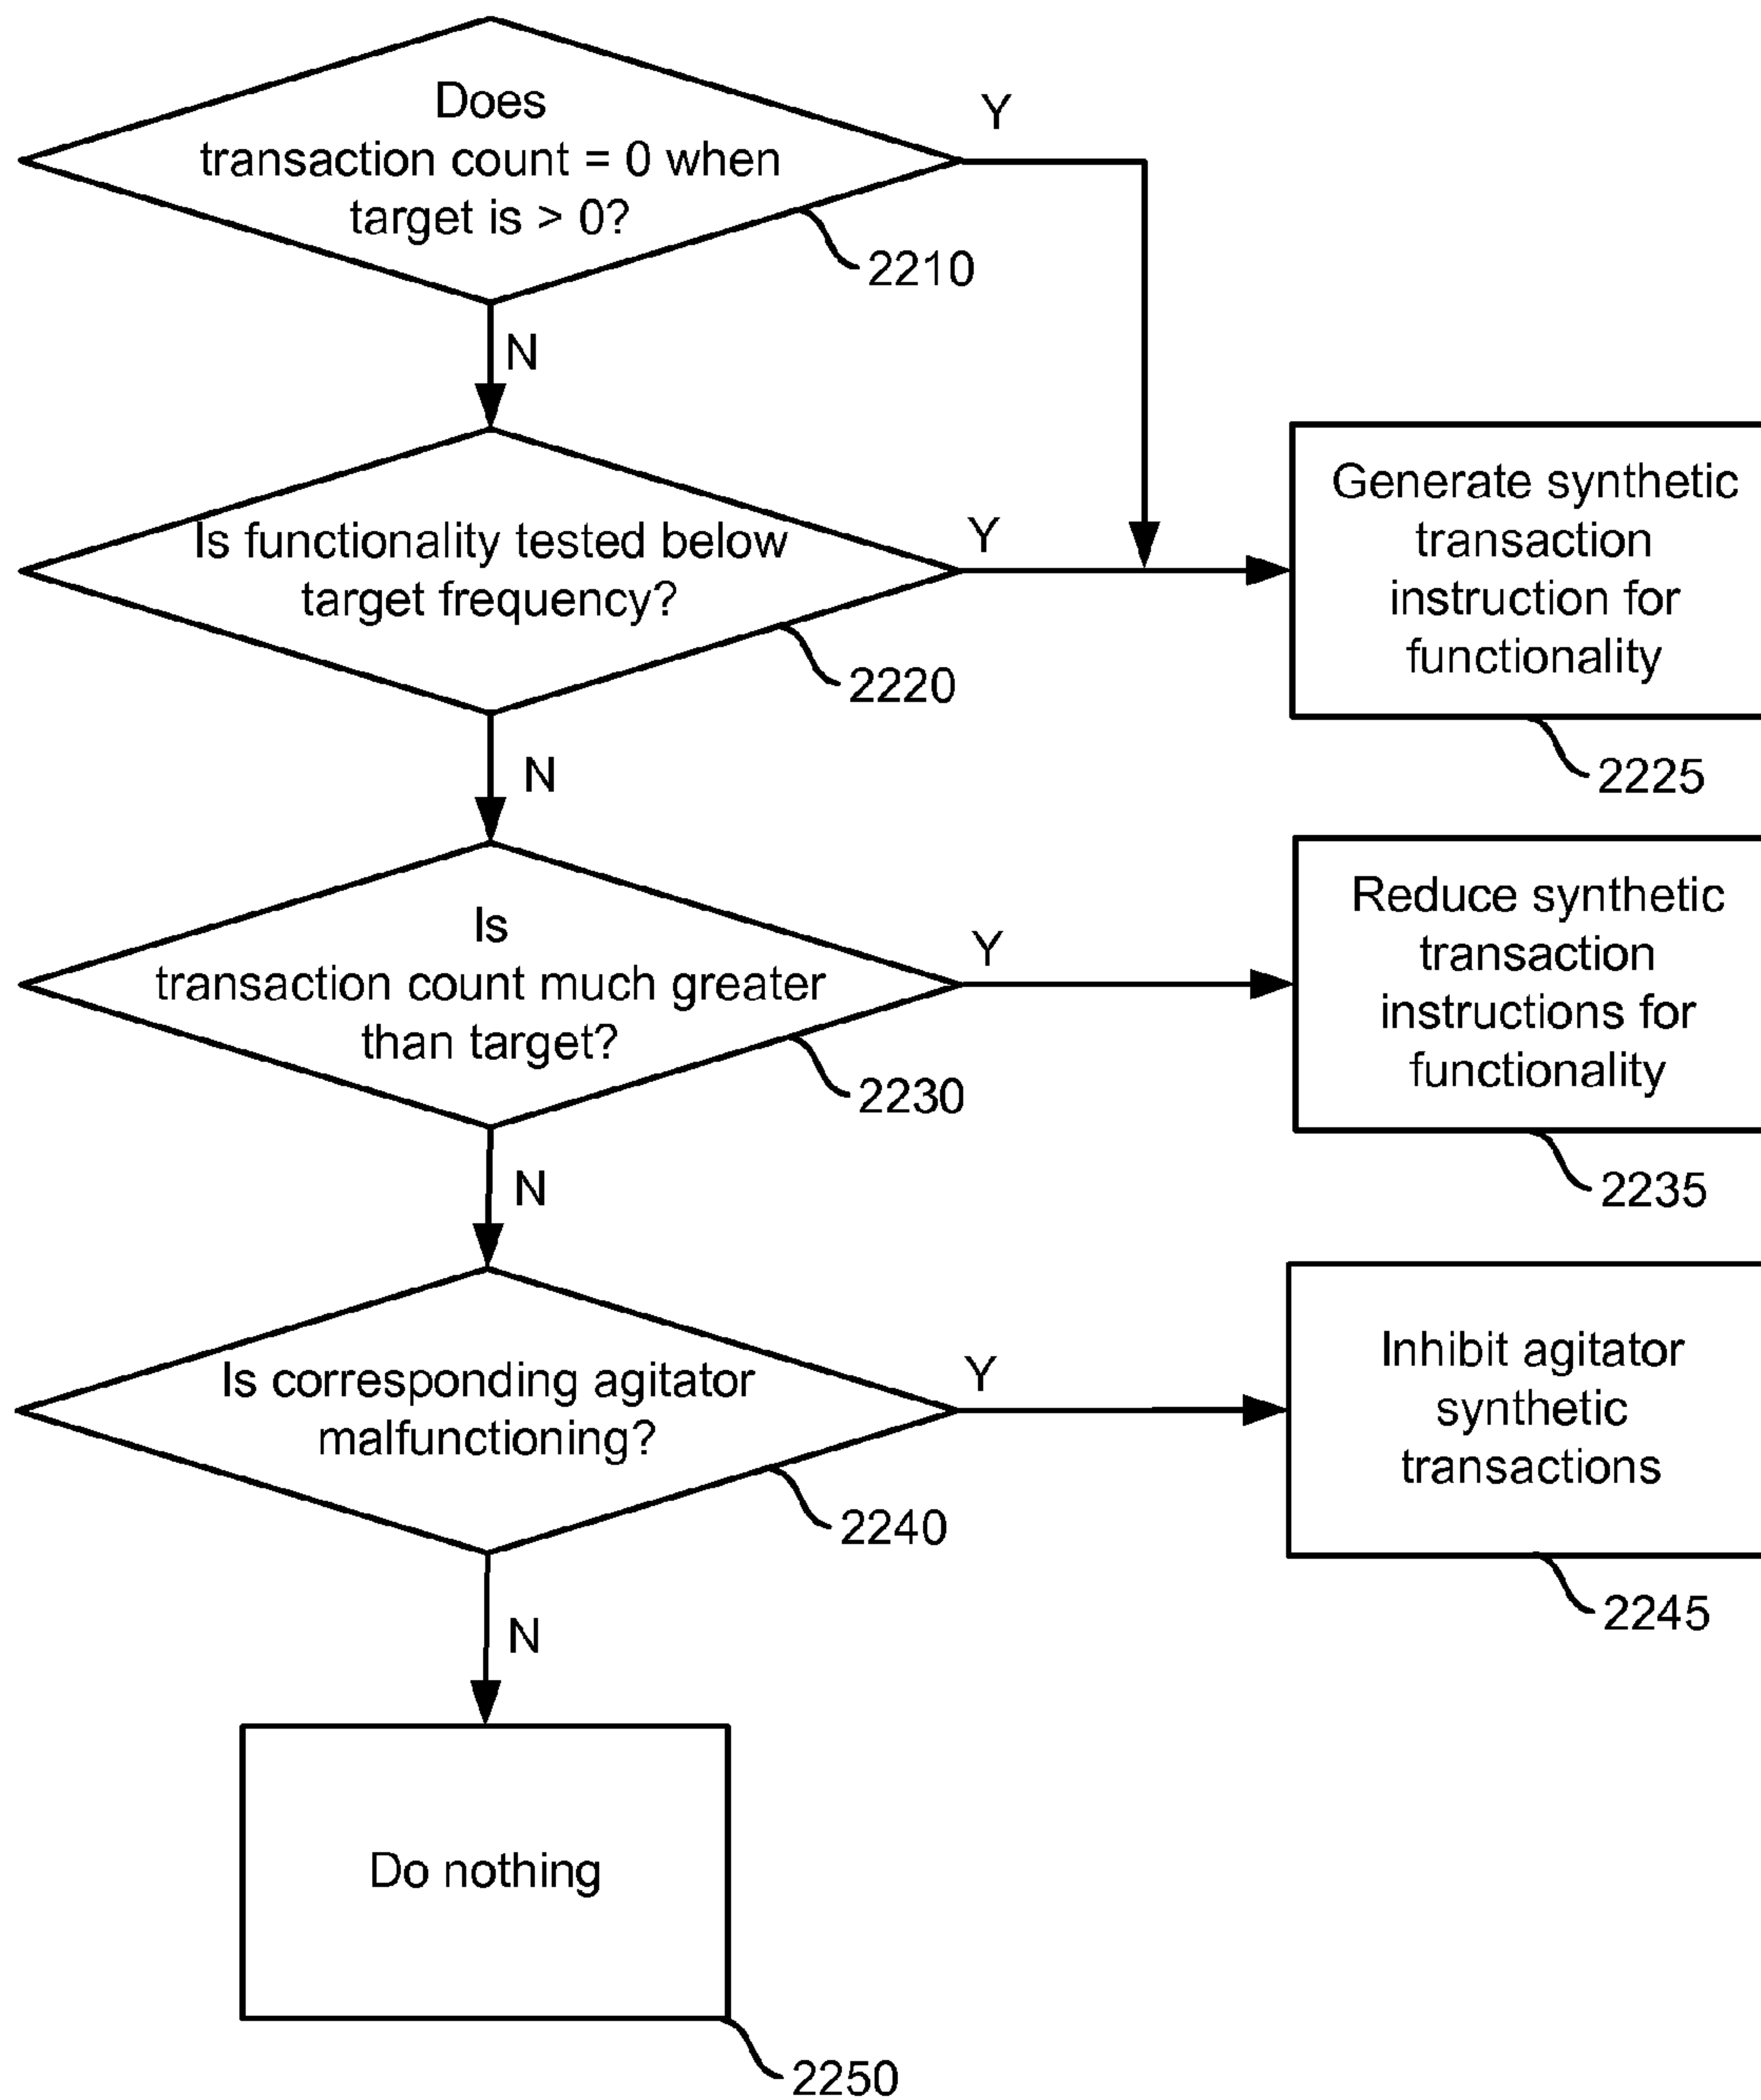 Does
transaction count = 0 when
target is > 0?
Y
2210
N
Is functionality tested below
target frequency?
Y
2220
Generate synthetic
transaction
instruction for
functionality
2225
N
Is
transaction count much greater
than target?
Y
2230
Reduce synthetic
transaction
instructions for
functionality
2235
N
Is corresponding agitator
malfunctioning?
Y
2240
Inhibit agitator
synthetic
transactions
2245
N
Do nothing
2250